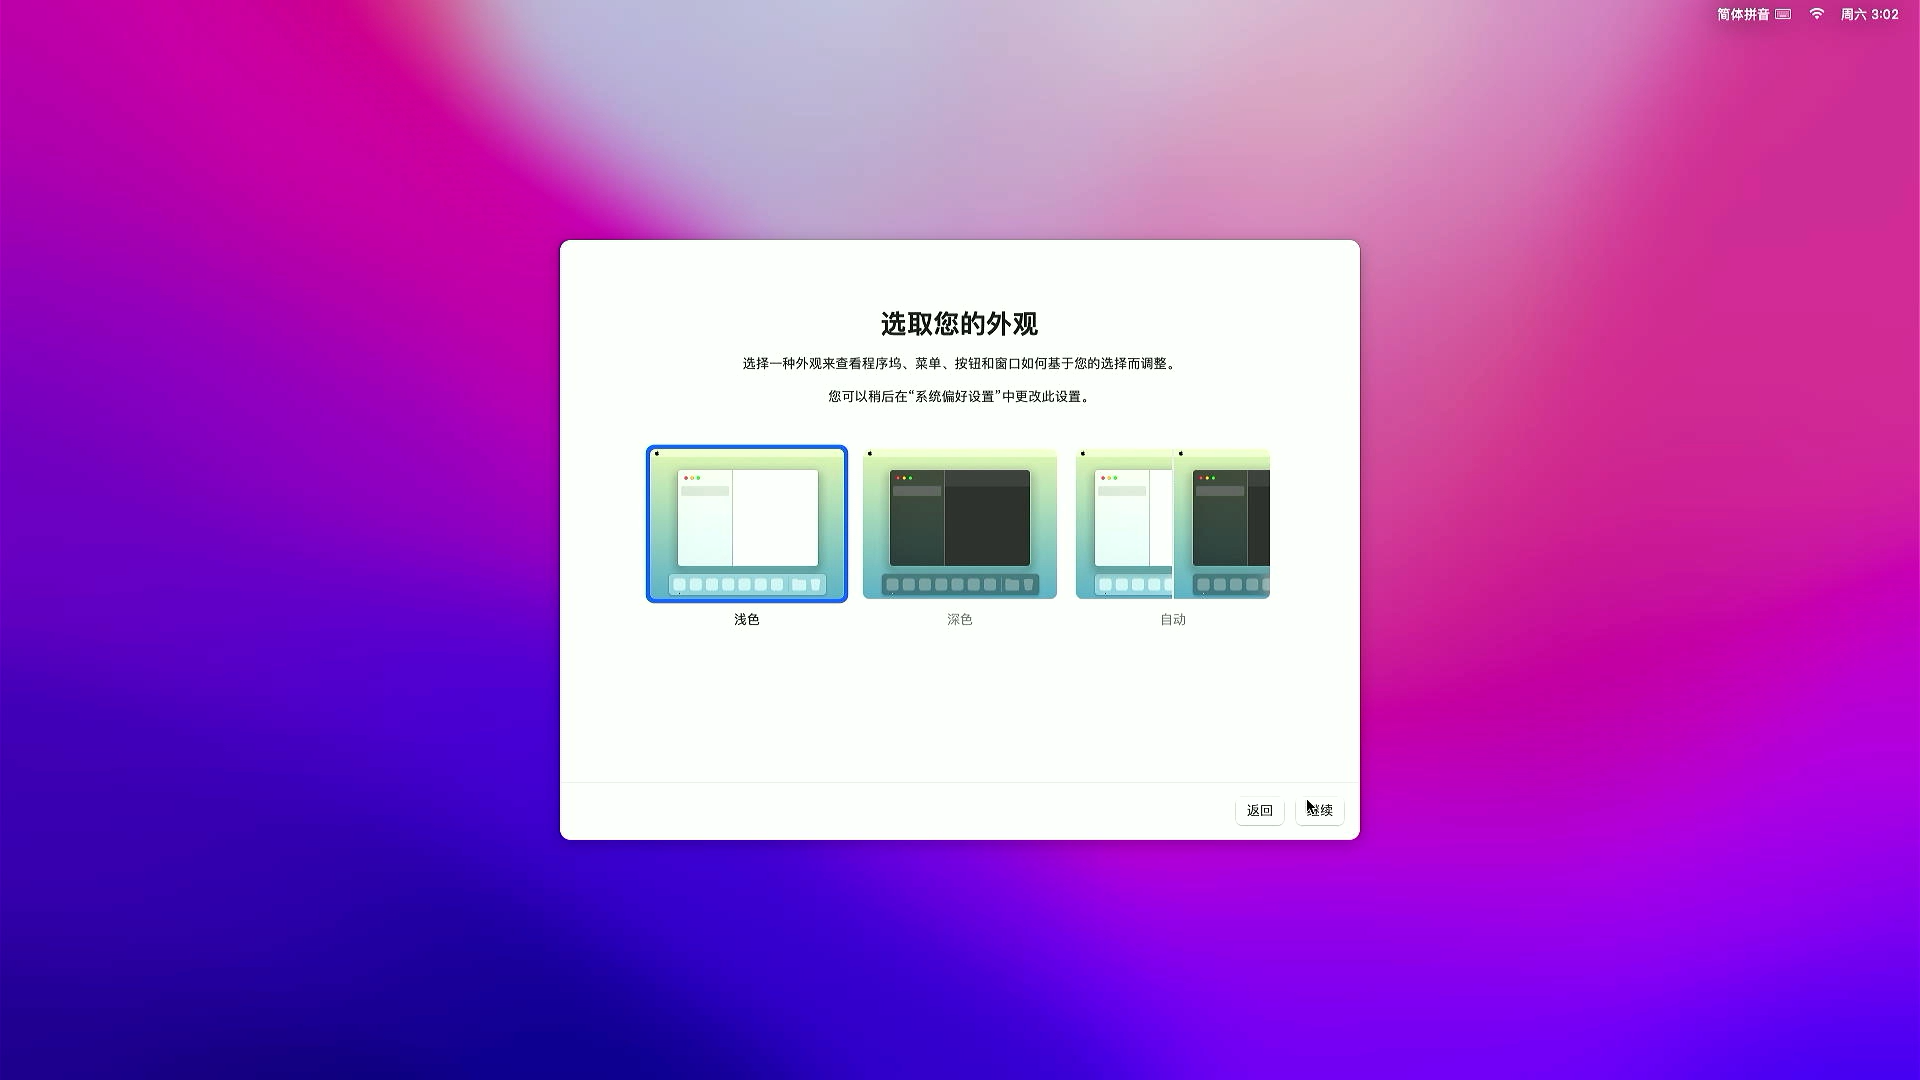 简体拼音 周六 3:02
选取您的外观
选择一种外观来查看程序坞、菜单、按钮和窗口如何基于您的选择而调整。
您可以稍后在“系统偏好设置”中更改此设置。
浅色 深色 自动
返回 继续